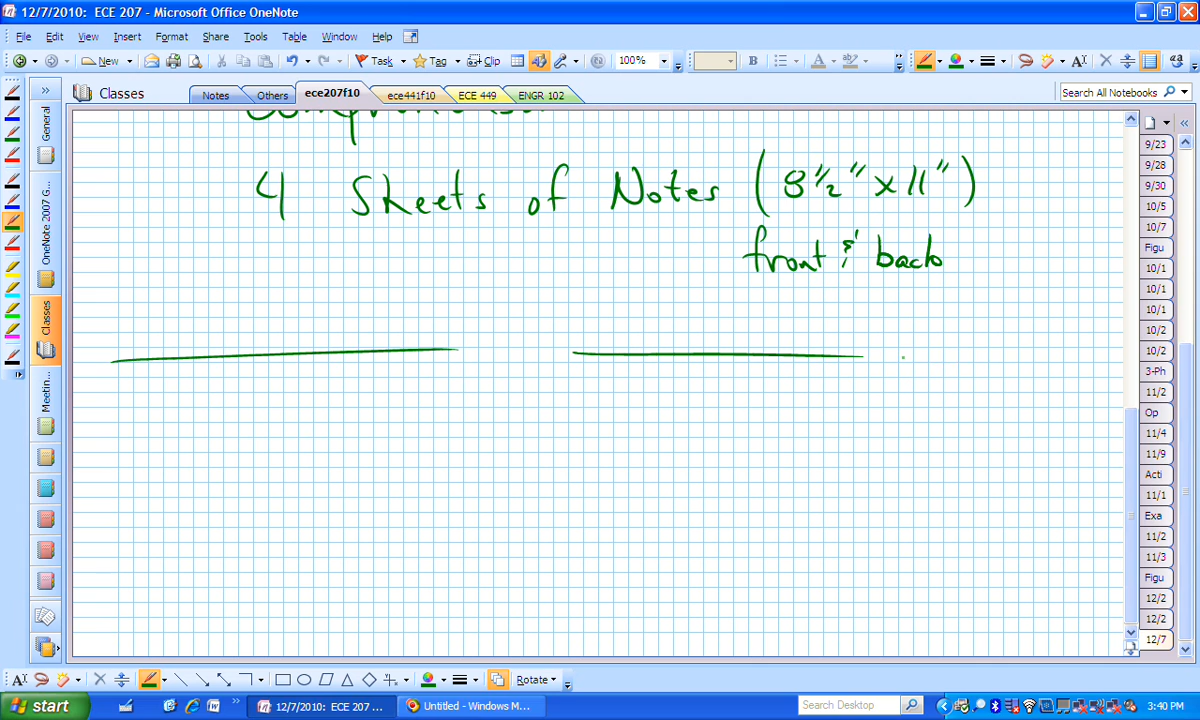 12/7/2010: ECE 207 - Microsoft Office OneNote
File Edit View Insert Format Share Tools Table Window Help
New Task Tag Clip 100% B A ab A
Classes Notes Others ece207f10 ece441f10 ECE 449 ENGR 102 Search All Notebooks
General
OneNote 2007 G...
Classes
Meetin...
4 Sheets of Notes (8 1/2" x 11")
front & back
9/23
9/28
9/30
10/5
10/7
Figu
10/1
10/1
10/1
10/2
10/2
3-Ph
11/2
Op
11/4
11/9
Acti
11/1
Exa
11/2
11/3
Figu
12/2
12/2
12/7
Rotate
start 12/7/2010: ECE 207 ... Untitled - Windows M... Search Desktop 3:40 PM